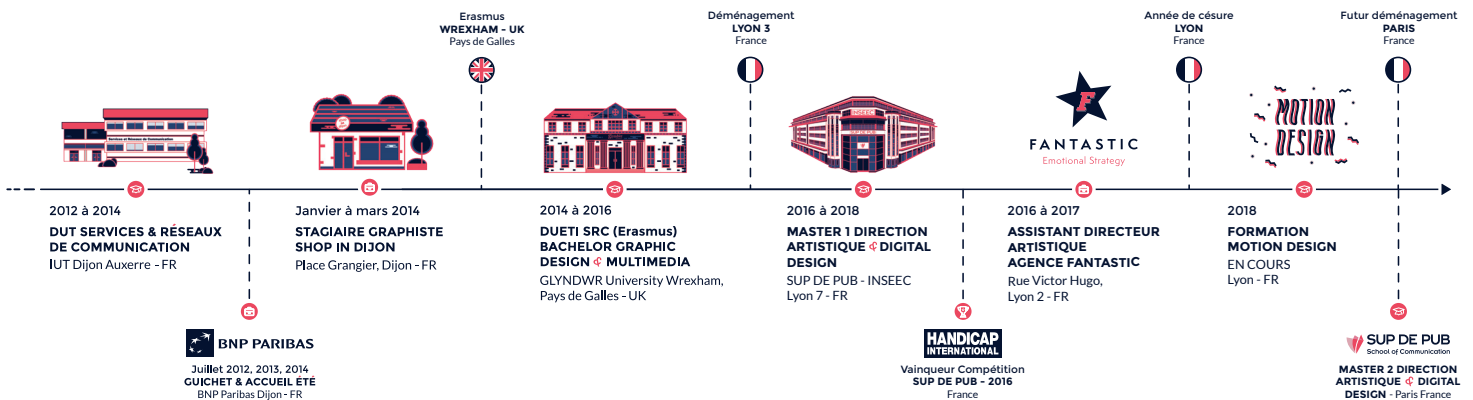 Erasmus
WREXHAM - UK
Pays de Galles
Déménagement
LYON 3
France
Année de césure
LYON
France
Futur déménagement
PARIS
France
Services et Réseaux de Communication
INSEEC
F
FANTASTIC
Emotional Strategy
MOTION
DESIGN
2012 à 2014
DUT SERVICES & RÉSEAUX
DE COMMUNICATION
IUT Dijon Auxerre - FR
Janvier à mars 2014
STAGIAIRE GRAPHISTE
SHOP IN DIJON
Place Grangier, Dijon - FR
2014 à 2016
DUETI SRC (Erasmus)
BACHELOR GRAPHIC
DESIGN & MULTIMEDIA
GLYNDWR University Wrexham,
Pays de Galles - UK
2016 à 2018
MASTER 1 DIRECTION
ARTISTIQUE & DIGITAL
DESIGN
SUP DE PUB - INSEEC
Lyon 7 - FR
2016 à 2017
ASSISTANT DIRECTEUR
ARTISTIQUE
AGENCE FANTASTIC
Rue Victor Hugo,
Lyon 2 - FR
2018
FORMATION
MOTION DESIGN
EN COURS
Lyon - FR
BNP PARIBAS
Juillet 2012, 2013, 2014
GUICHET & ACCUEIL ÉTÉ
BNP Paribas Dijon - FR
HANDICAP
INTERNATIONAL
Vainqueur Compétition
SUP DE PUB - 2016
France
SUP DE PUB
School of Communication
MASTER 2 DIRECTION
ARTISTIQUE & DIGITAL
DESIGN - Paris France